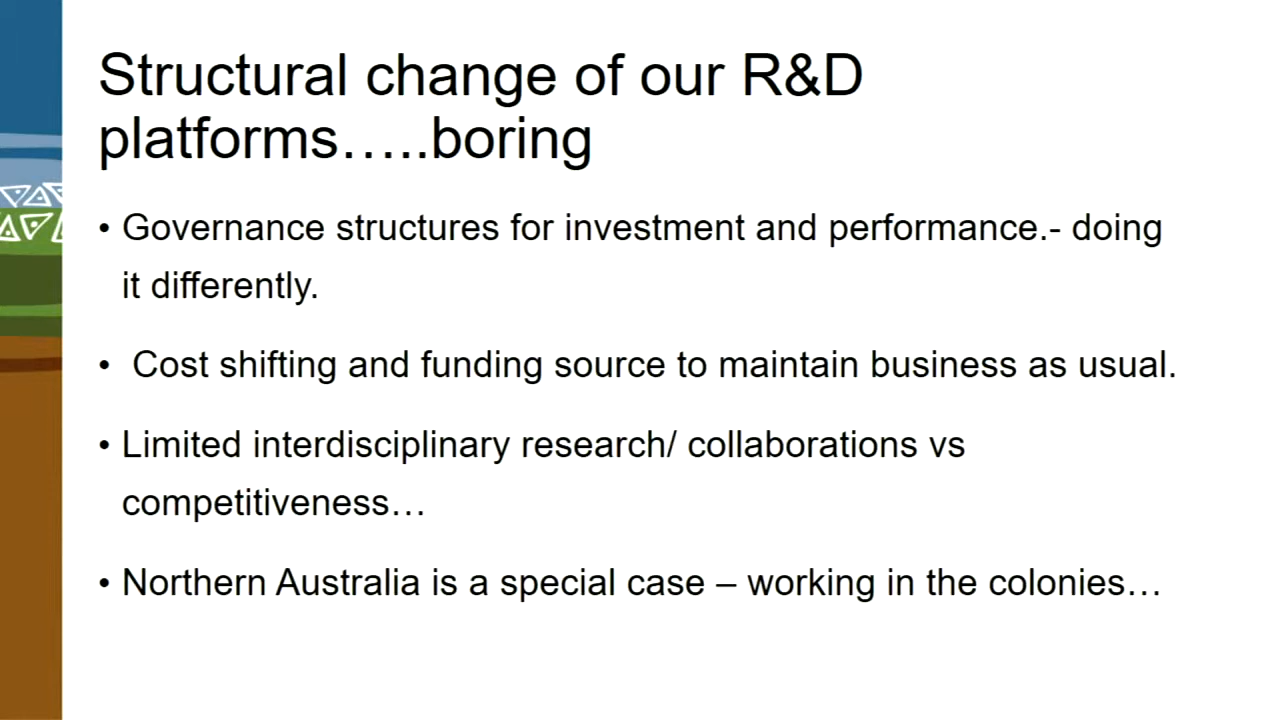 Structural change of our R&D
platforms…..boring
• Governance structures for investment and performance.- doing
it differently.
• Cost shifting and funding source to maintain business as usual.
• Limited interdisciplinary research/ collaborations vs
competitiveness…
• Northern Australia is a special case – working in the colonies…